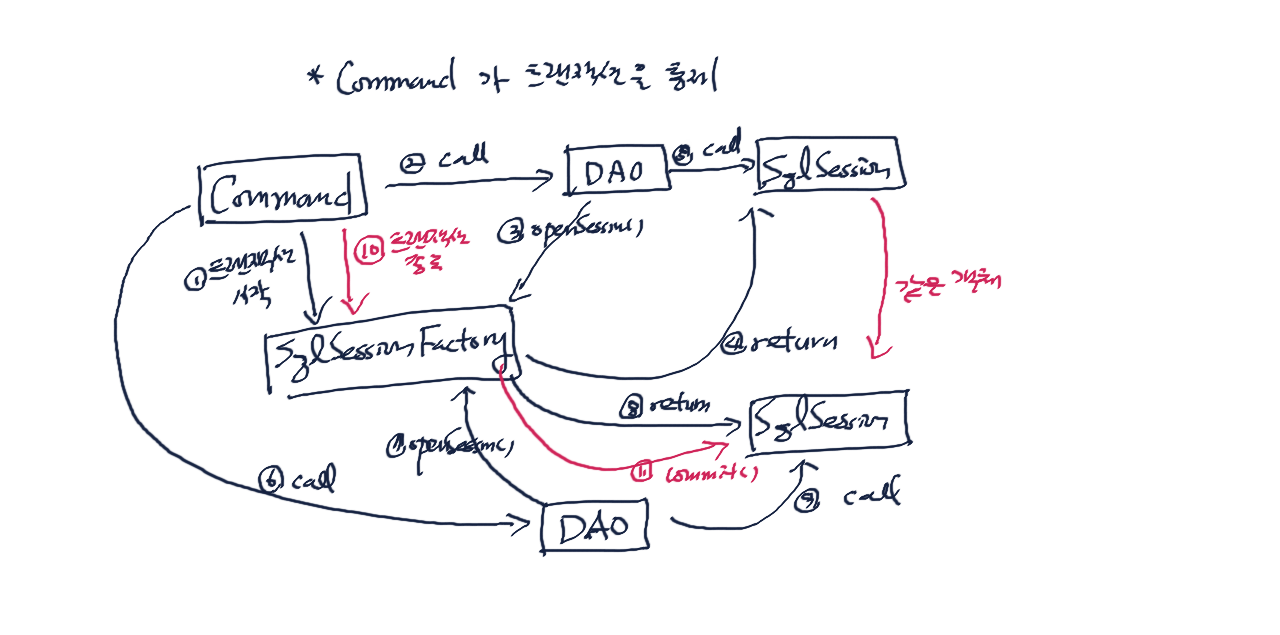 * Command 가 트랜잭션을 통제
Command
② call
DAO
⑤ call
SqlSession
③ openSession()
① 트랜잭션
시작
⑩ 트랜잭션
종료
같은 객체
SqlSessionFactory
④ return
⑧ return
SqlSession
⑦ openSession()
⑪ commit()
⑥ call
DAO
⑨ call